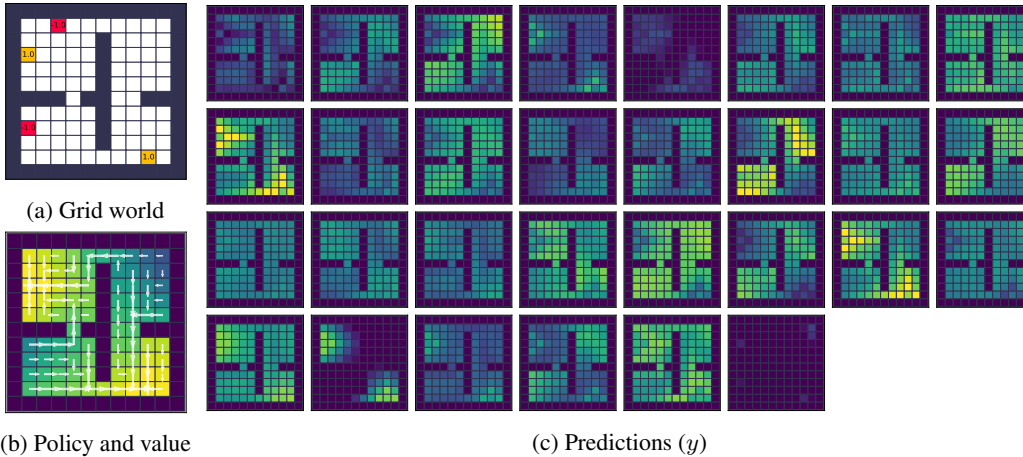 -1.0
1.0
-1.0
1.0
(a) Grid world
(b) Policy and value
(c) Predictions (y)